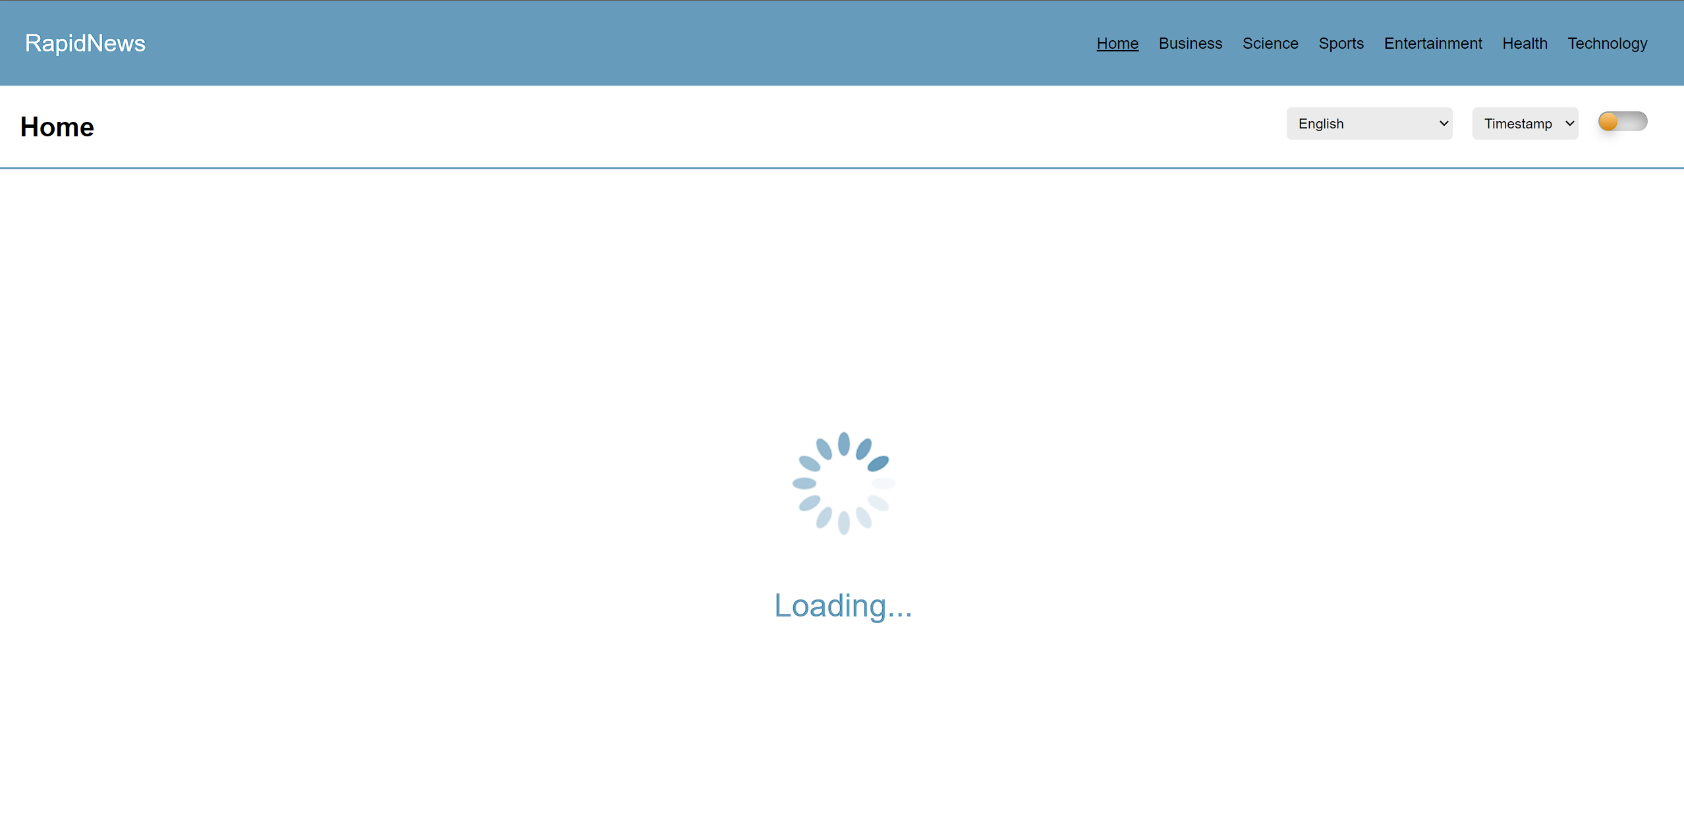 RapidNews Home Business Science Sports Entertainment Health Technology
Home English Timestamp
Loading...